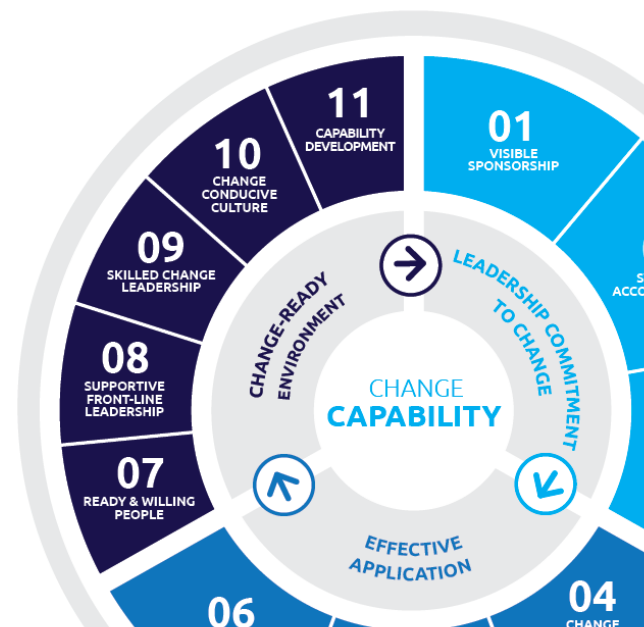 11
CAPABILITY
DEVELOPMENT
01
VISIBLE
SPONSORSHIP
10
CHANGE
CONDUCIVE
CULTURE
09
SKILLED CHANGE
LEADERSHIP
08
SUPPORTIVE
FRONT-LINE
LEADERSHIP
07
READY & WILLING
PEOPLE
CHANGE-READY
ENVIRONMENT
LEADERSHIP COMMITMENT
TO CHANGE
CHANGE
CAPABILITY
EFFECTIVE
APPLICATION
06
04
CHANGE